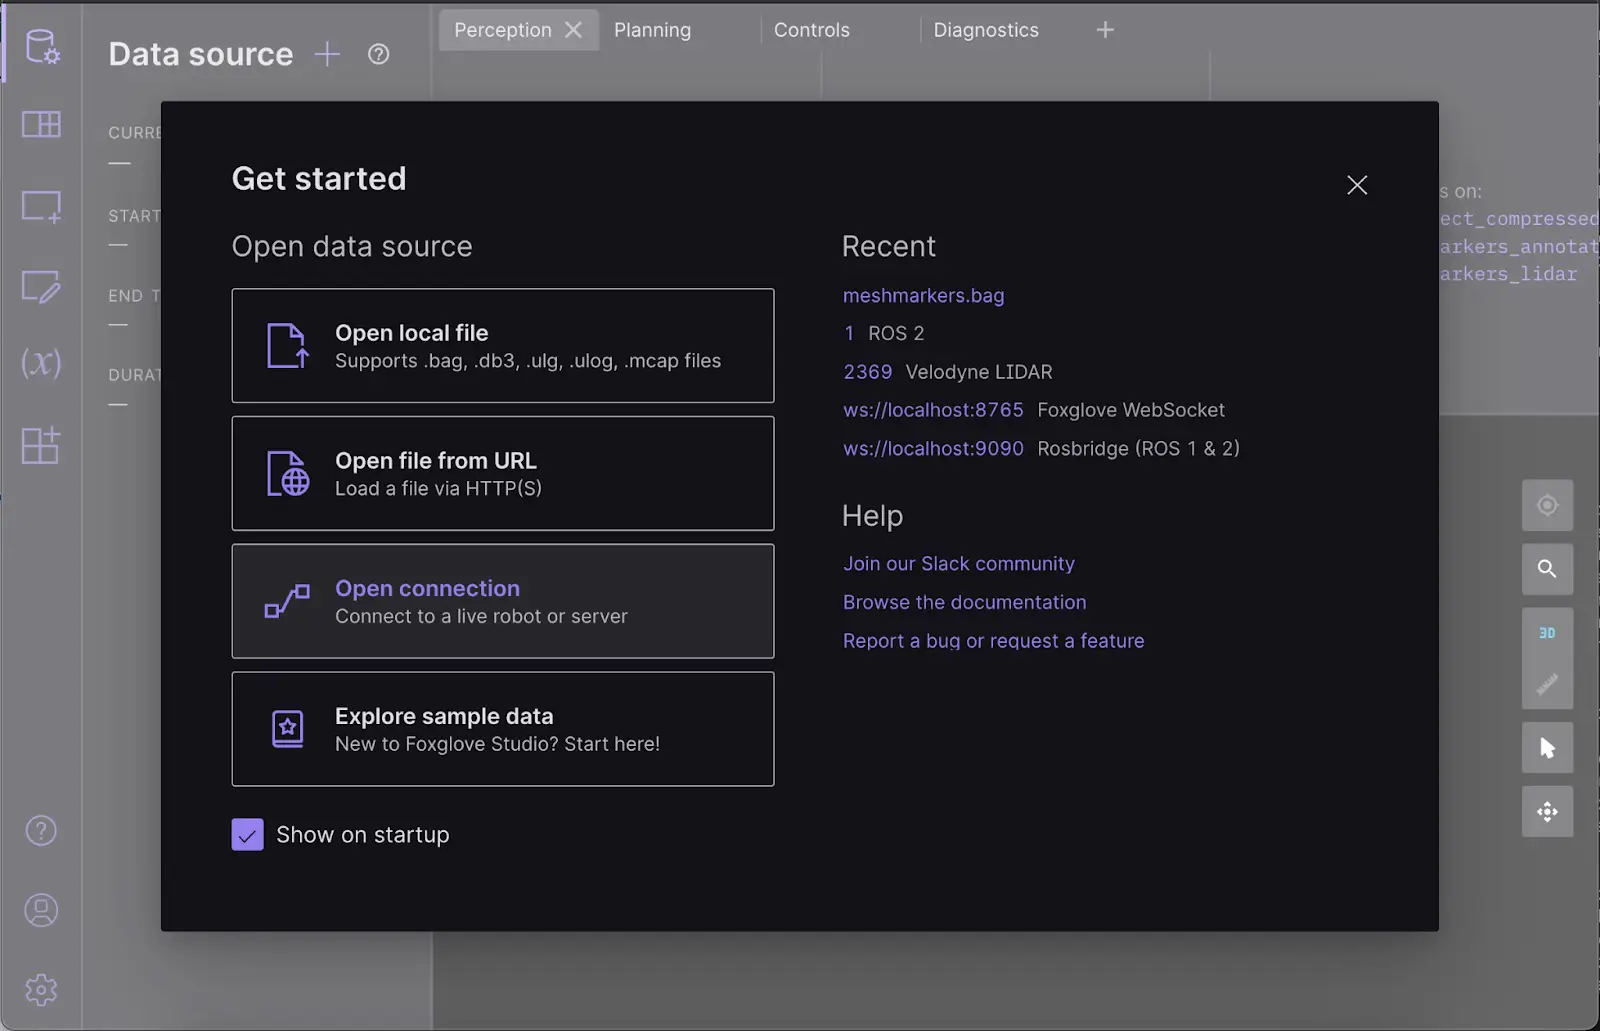 Data source
Perception
Planning
Controls
Diagnostics
CURRE
—
START
—
END T
—
DURAT
—
(x)
Get started
Open data source
Open local file
Supports .bag, .db3, .ulg, .ulog, .mcap files
Open file from URL
Load a file via HTTP(S)
Open connection
Connect to a live robot or server
Explore sample data
New to Foxglove Studio? Start here!
Show on startup
Recent
meshmarkers.bag
1 ROS 2
2369 Velodyne LIDAR
ws://localhost:8765 Foxglove WebSocket
ws://localhost:9090 Rosbridge (ROS 1 & 2)
Help
Join our Slack community
Browse the documentation
Report a bug or request a feature
s on:
ect_compressed
arkers_annotat
arkers_lidar
3D